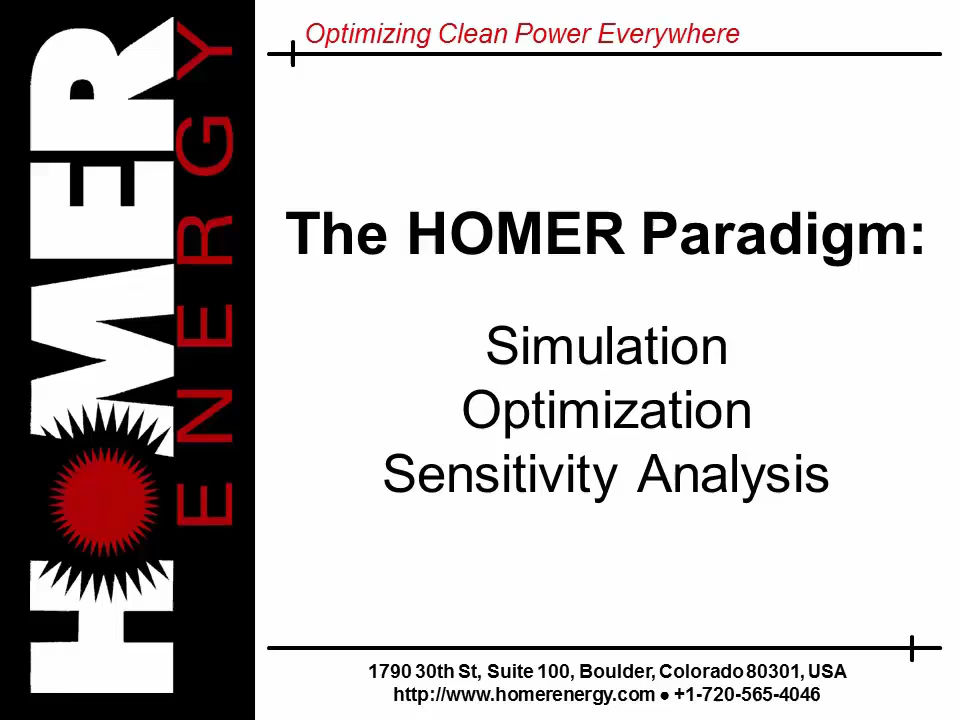 HOMER
ENERGY
Optimizing Clean Power Everywhere
The HOMER Paradigm:
Simulation
Optimization
Sensitivity Analysis
1790 30th St, Suite 100, Boulder, Colorado 80301, USA
http://www.homerenergy.com ● +1-720-565-4046